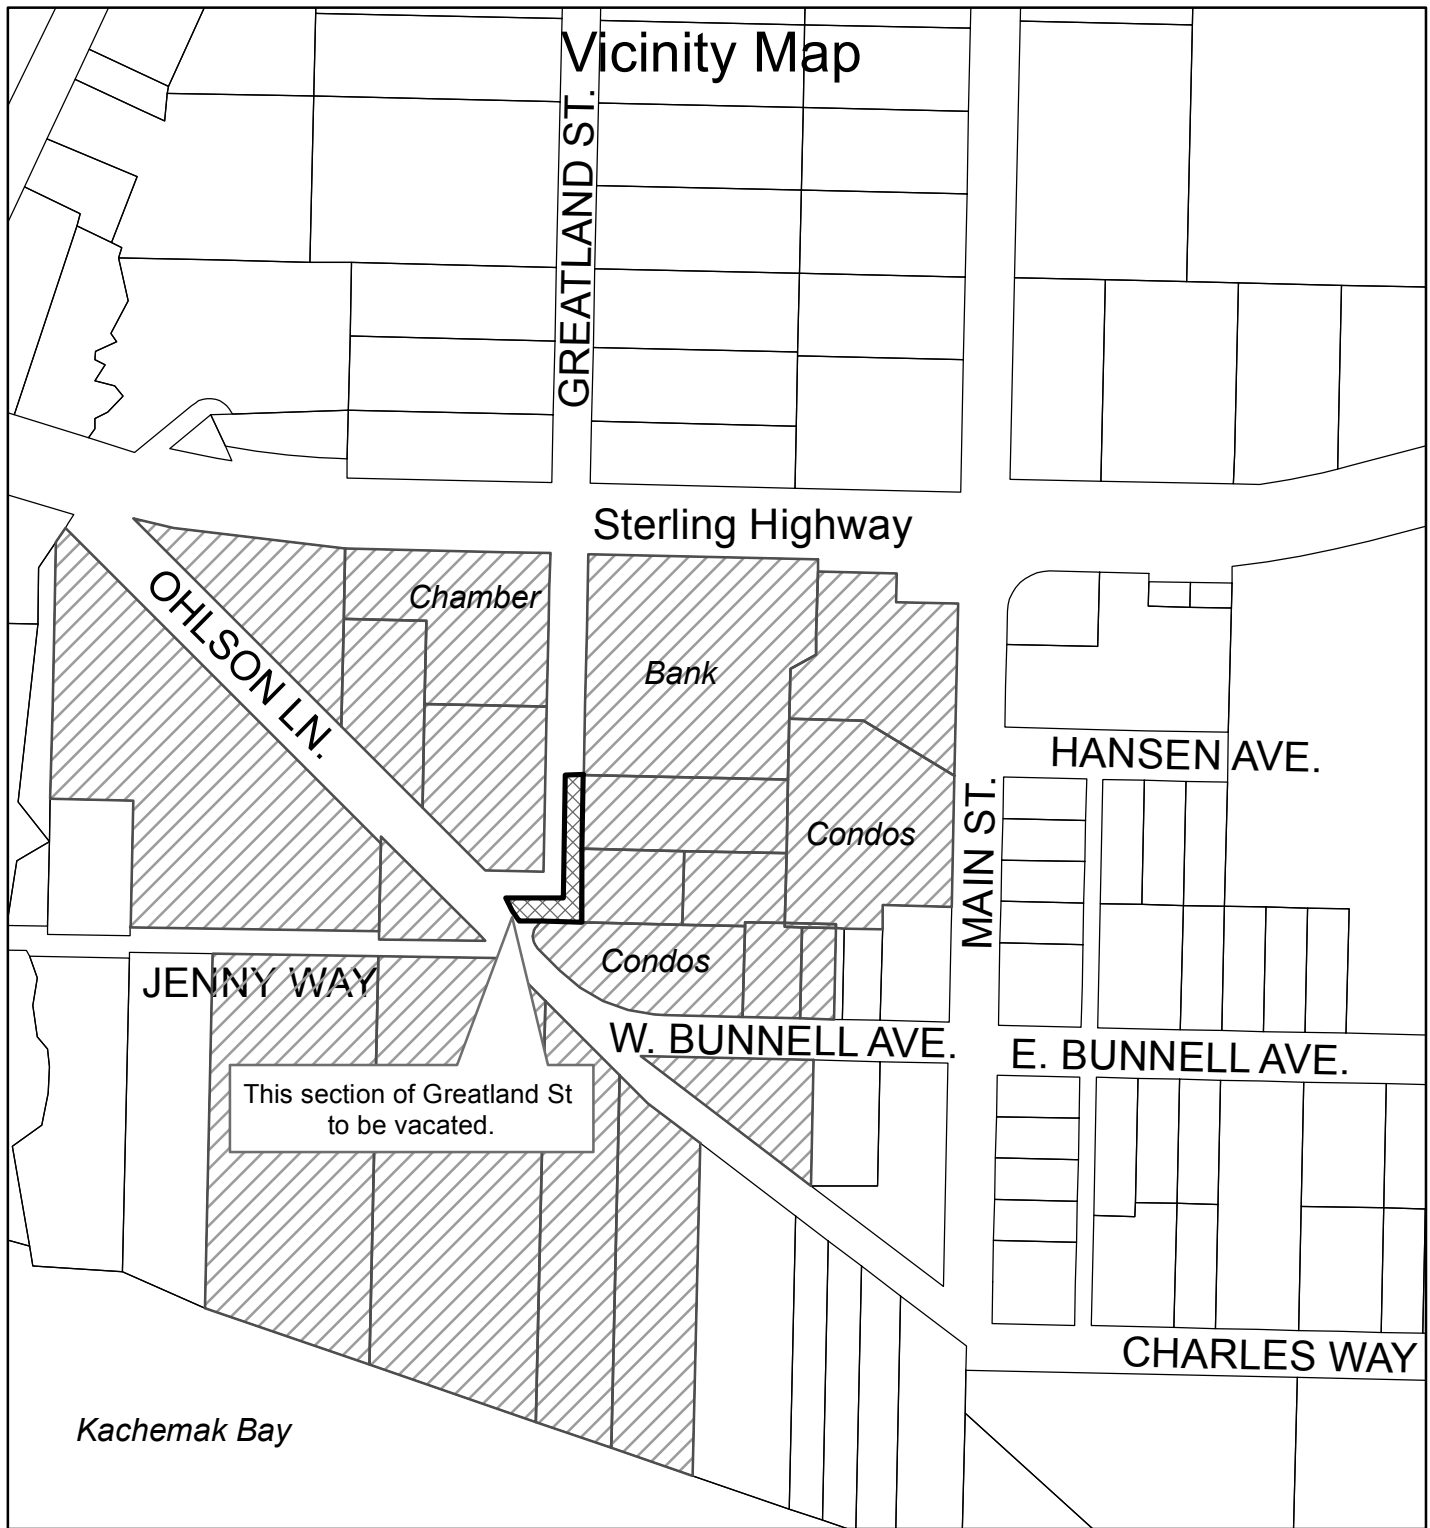 Vicinity Map
GREATLAND ST.
Sterling Highway
Chamber
OHLSON LN.
Bank
HANSEN AVE.
MAIN ST.
Condos
Condos
JENNY WAY
W. BUNNELL AVE.
E. BUNNELL AVE.
This section of Greatland St
to be vacated.
CHARLES WAY
Kachemak Bay